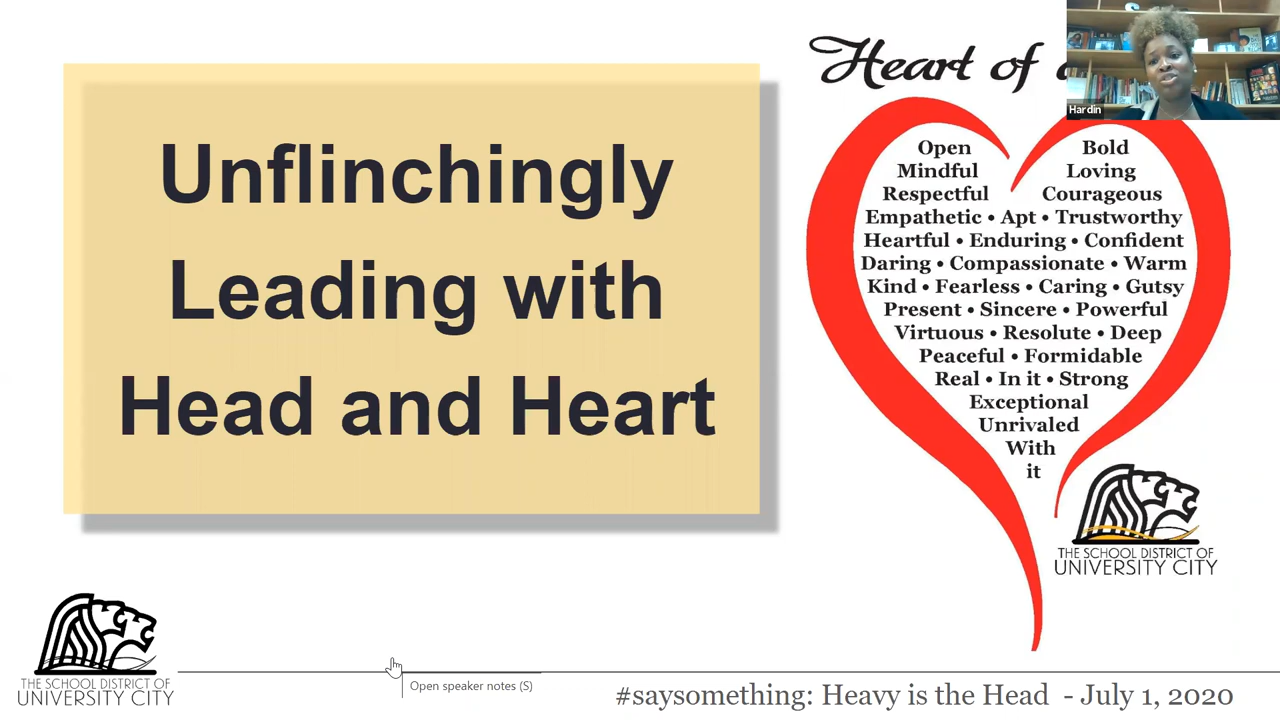 Unflinchingly
Leading with
Head and Heart
Heart of
Hardin
Open Bold
Mindful Loving
Respectful Courageous
Empathetic • Apt • Trustworthy
Heartful • Enduring • Confident
Daring • Compassionate • Warm
Kind • Fearless • Caring • Gutsy
Present • Sincere • Powerful
Virtuous • Resolute • Deep
Peaceful • Formidable
Real • In it • Strong
Exceptional
Unrivaled
With
it
THE SCHOOL DISTRICT OF
UNIVERSITY CITY
THE SCHOOL DISTRICT OF
UNIVERSITY CITY
Open speaker notes (S)
#saysomething: Heavy is the Head - July 1, 2020